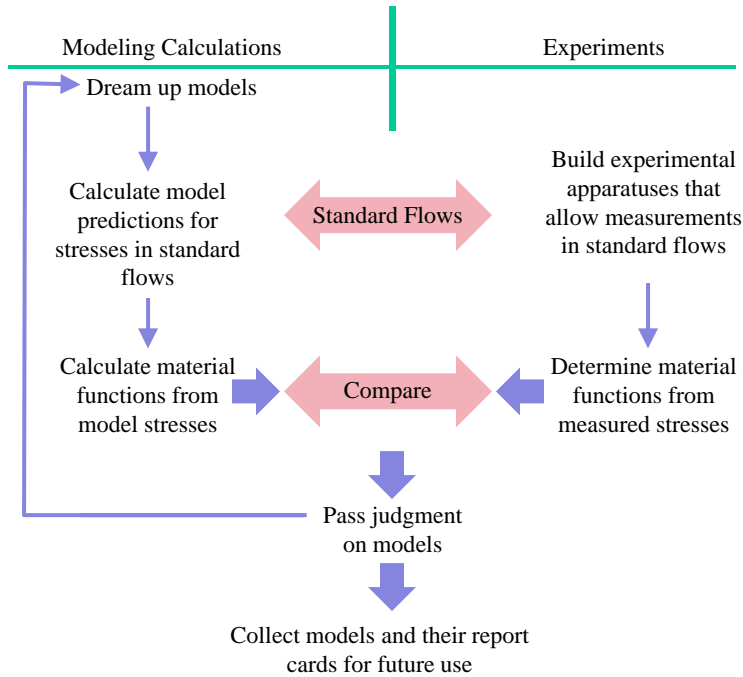 Modeling Calculations
Experiments
Dream up models
Calculate model
predictions for
stresses in standard
flows
Standard Flows
Build experimental
apparatuses that
allow measurements
in standard flows
Calculate material
functions from
model stresses
Compare
Determine material
functions from
measured stresses
Pass judgment
on models
Collect models and their report
cards for future use